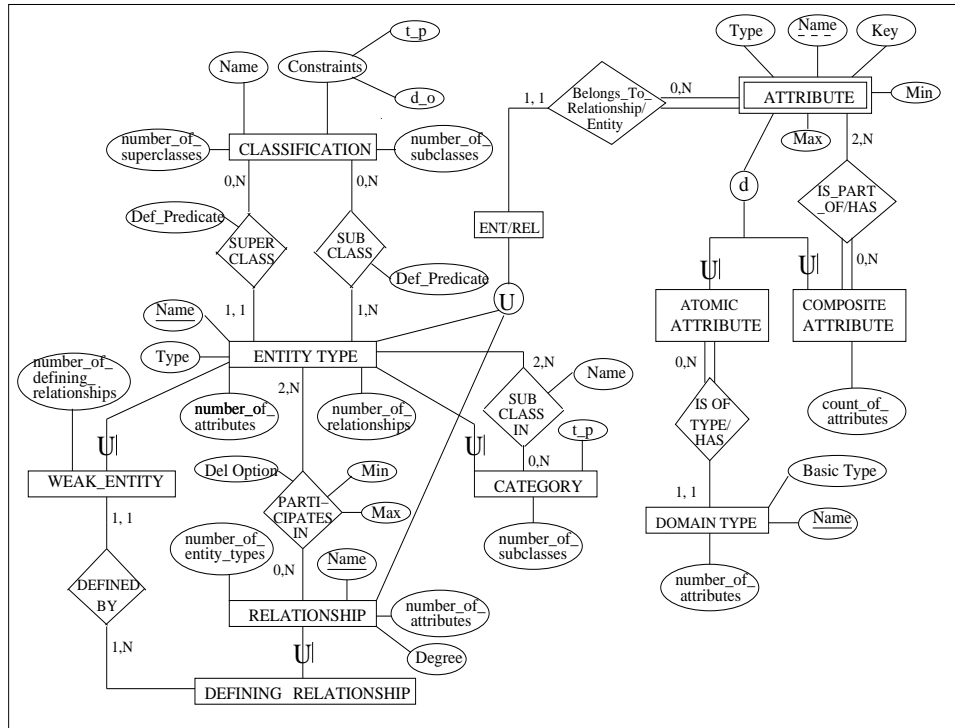 t_p
Name
Constraints
d_o
number_of_
superclasses
CLASSIFICATION
number_of_
subclasses
0,N
0,N
Def_Predicate
SUPER
CLASS
SUB
CLASS
Def_Predicate
1, 1
1,N
Type
Name
Key
Belongs_To_
Relationship/
Entity
1, 1
0,N
ATTRIBUTE
Min
Max
2,N
d
IS_PART
_OF/HAS
0,N
ENT/REL
U
U
U
ATOMIC
ATTRIBUTE
COMPOSITE
ATTRIBUTE
0,N
count_of_
attributes
IS OF
TYPE/
HAS
1, 1
Basic Type
DOMAIN TYPE
Name
number_of_
attributes
Name
Type
ENTITY TYPE
number_of_
defining_
relationships
number_of_
attributes
2,N
number_of_
relationships
2,N
Name
SUB
CLASS
IN
t_p
0,N
U
U
CATEGORY
number_of_
subclasses
WEAK_ENTITY
Del Option
Min
PARTI-
CIPATES
IN
Max
1, 1
number_of_
entity_types
0,N
Name
DEFINED
BY
RELATIONSHIP
number_of_
attributes
Degree
U
1,N
DEFINING RELATIONSHIP